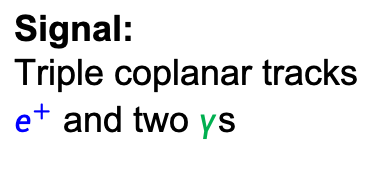 Signal:
Triple coplanar tracks
e⁺ and two γs